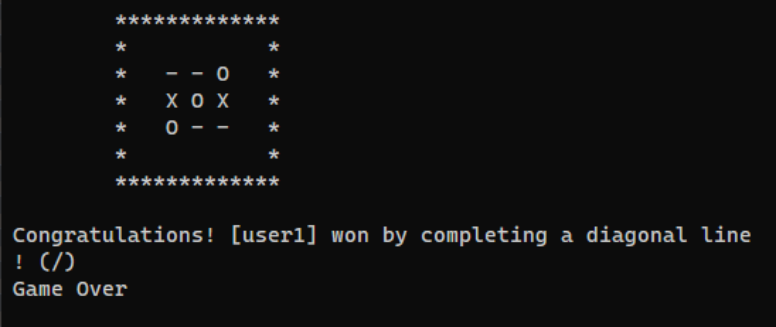 *************
*           *
*   - - O   *
*   X O X   *
*   O - -   *
*           *
*************
Congratulations! [user1] won by completing a diagonal line
! (/)
Game Over